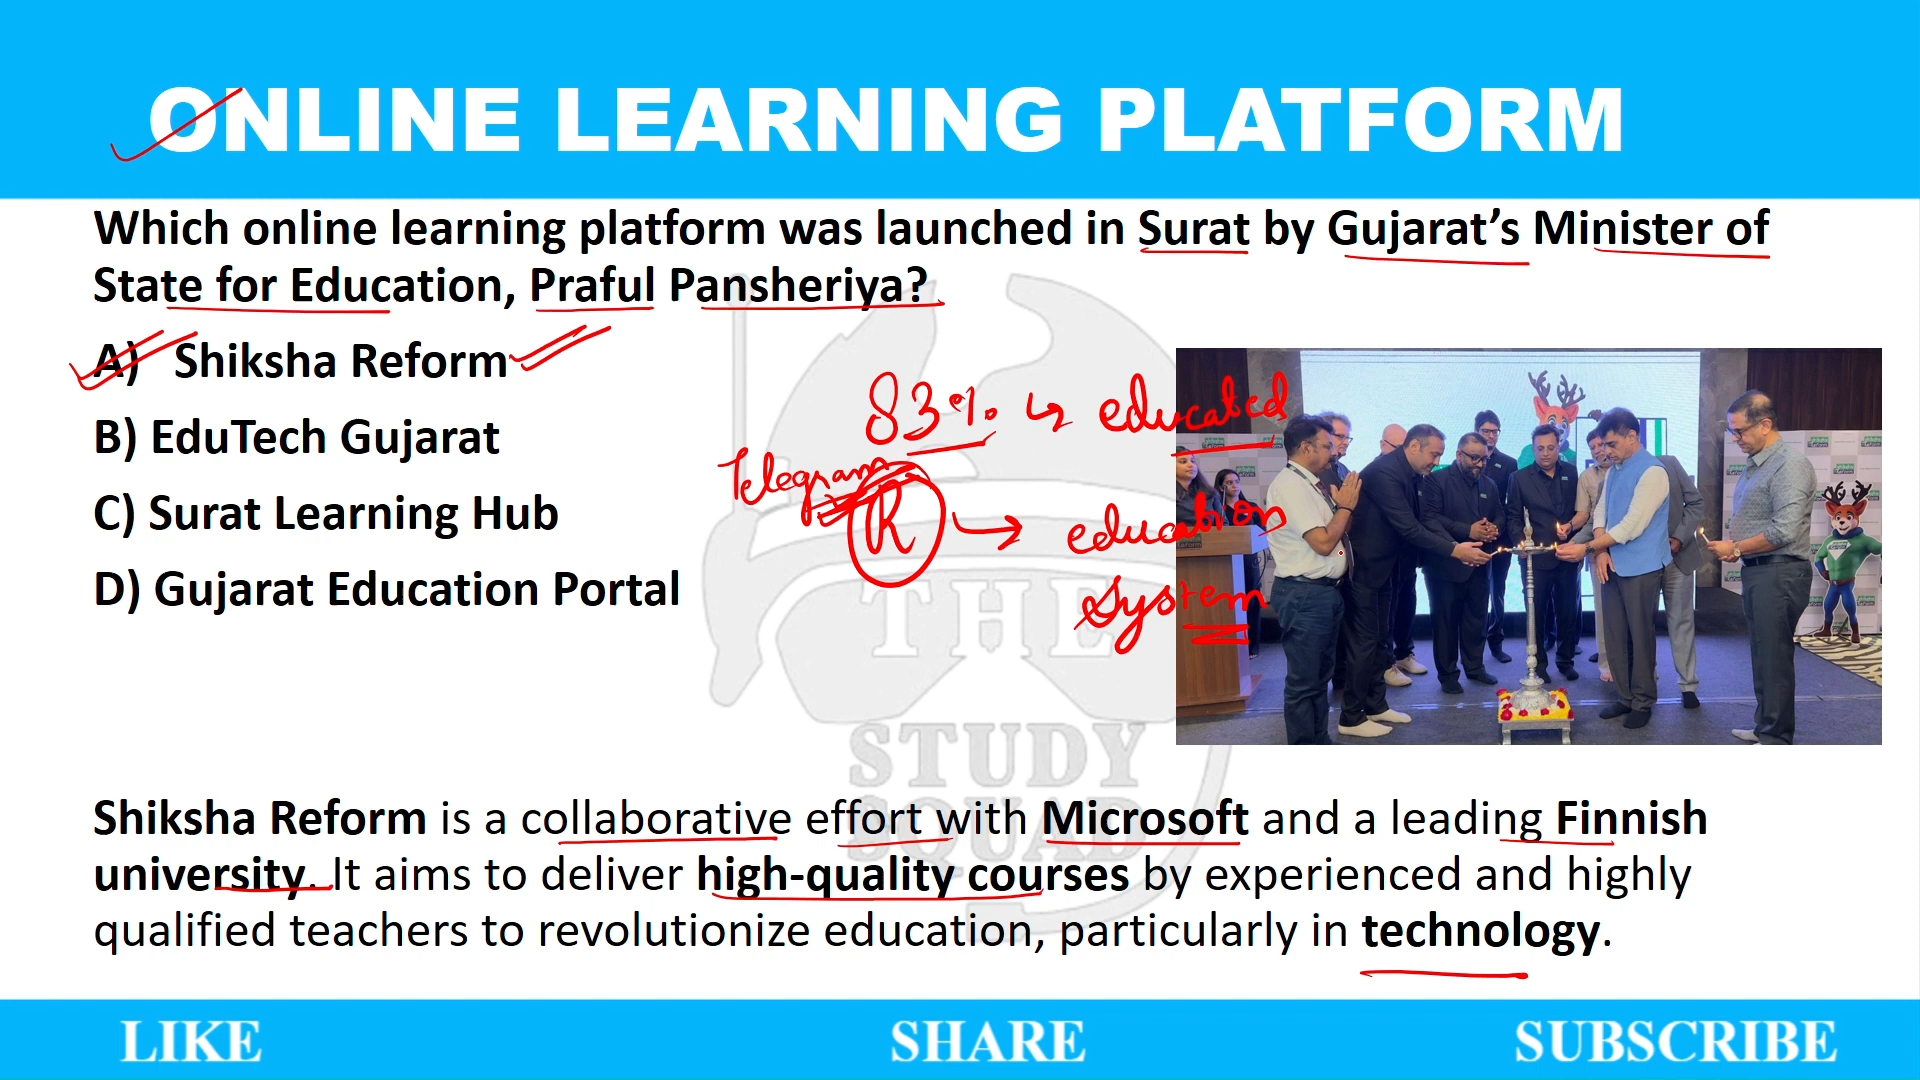 ONLINE LEARNING PLATFORM
Which online learning platform was launched in Surat by Gujarat’s Minister of
State for Education, Praful Pansheriya?
A) Shiksha Reform
B) EduTech Gujarat
C) Surat Learning Hub
D) Gujarat Education Portal
83% ↳ educated
Telegram
R → education
System
THE
STUDY
SQUAD
Shiksha Reform is a collaborative effort with Microsoft and a leading Finnish
university. It aims to deliver high-quality courses by experienced and highly
qualified teachers to revolutionize education, particularly in technology.
LIKE SHARE SUBSCRIBE